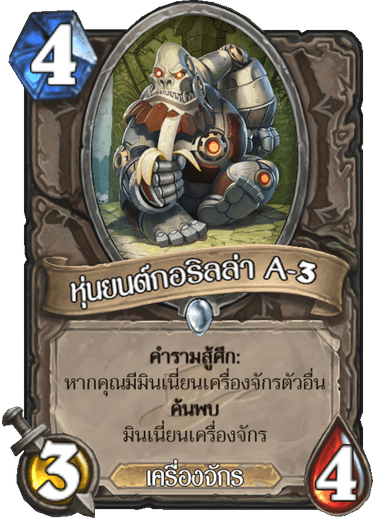 4
หุ่นยนต์กอริลล่า A-3
คำรามสู้ศึก:
หากคุณมีมินเนี่ยนเครื่องจักรตัวอื่น
ค้นพบ
มินเนี่ยนเครื่องจักร
3
เครื่องจักร
4